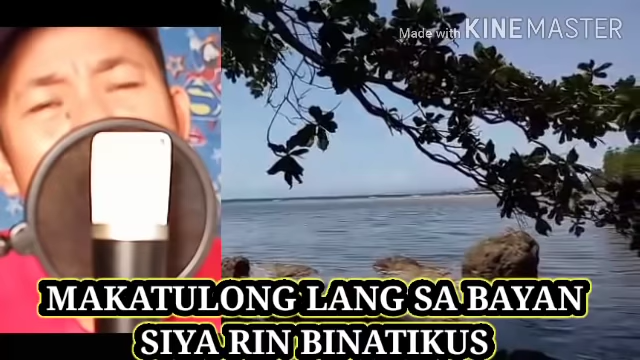 Made with KINEMASTER
MAKATULONG LANG SA BAYAN
SIYA RIN BINATIKUS